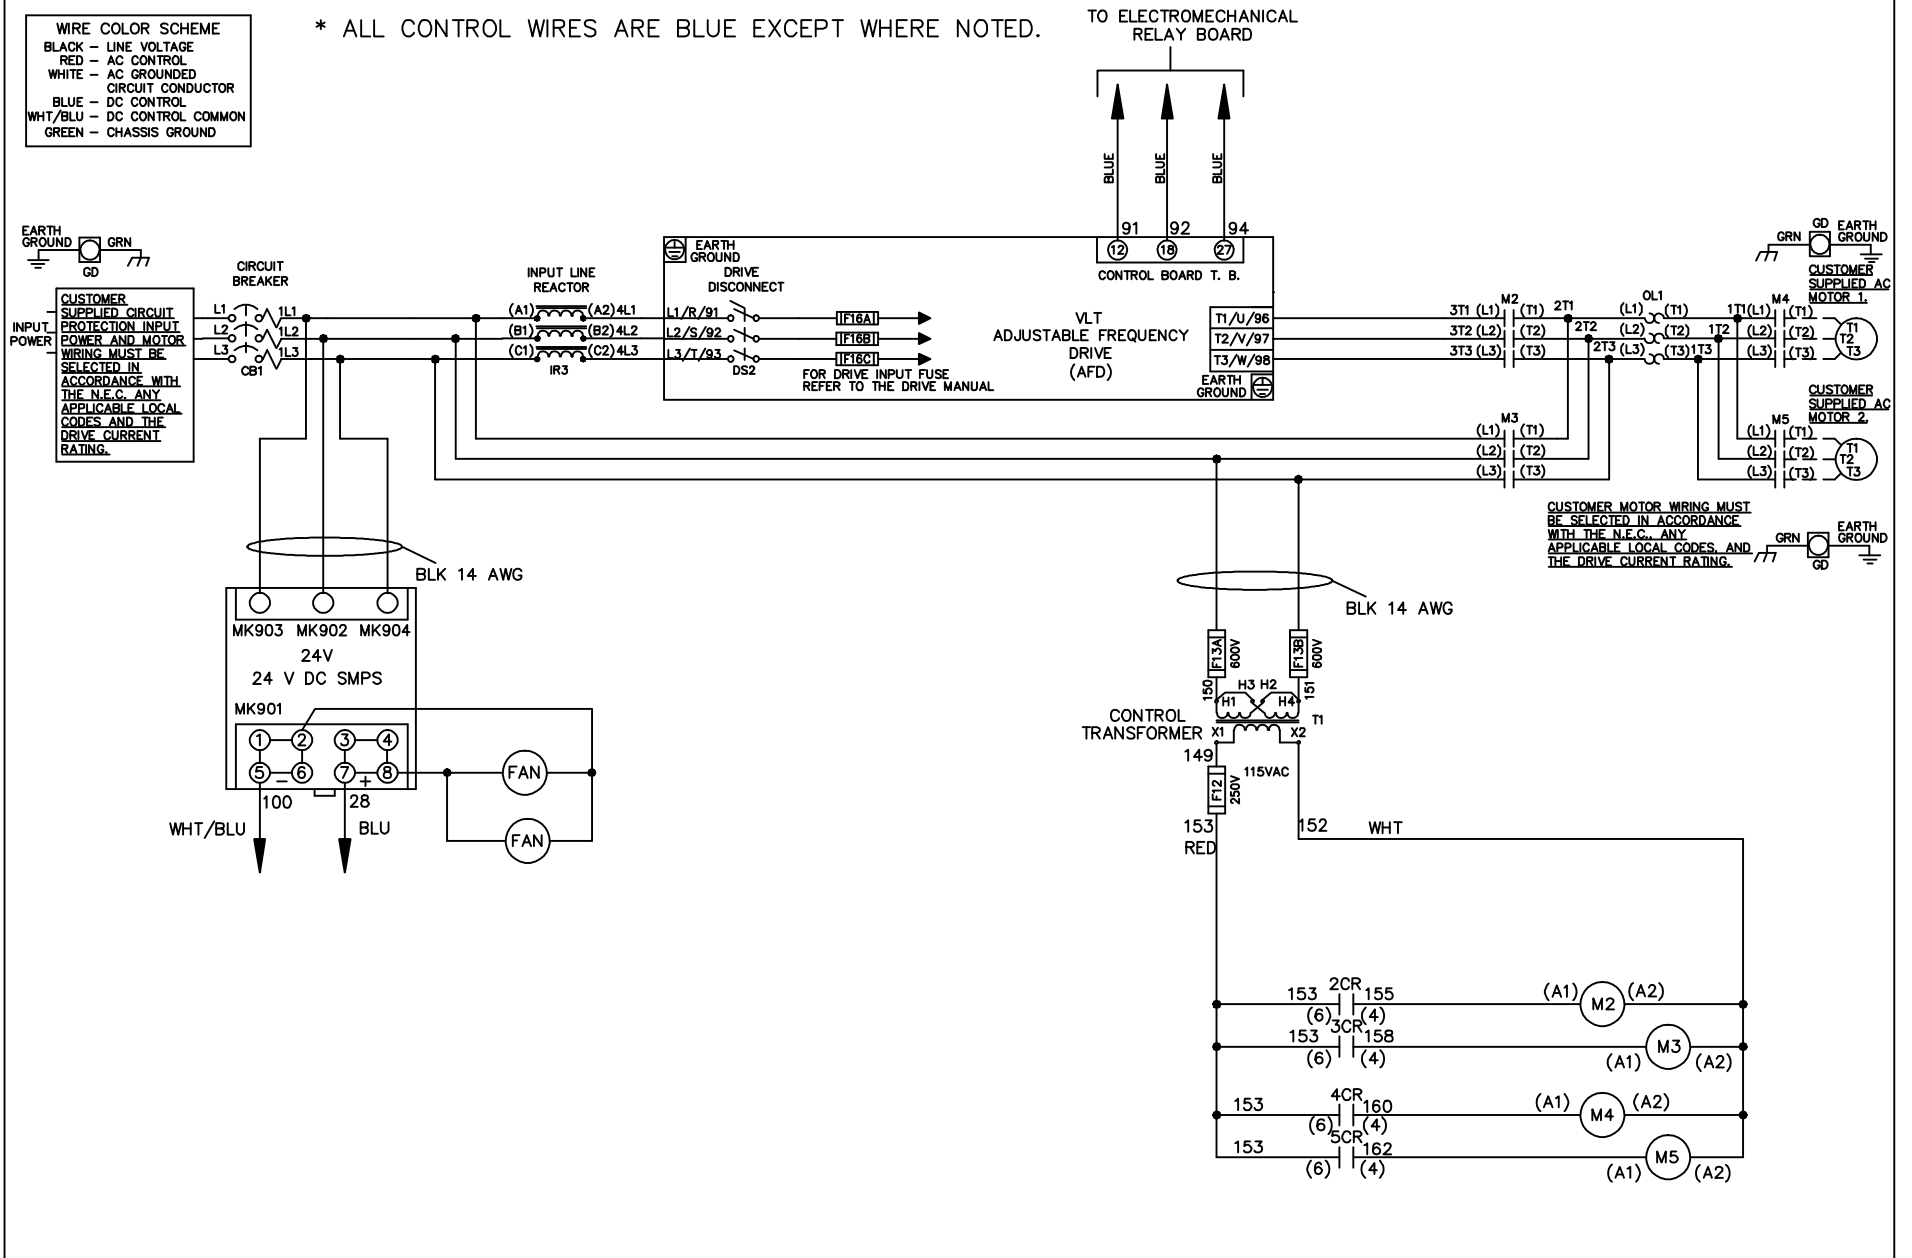 WIRE COLOR SCHEME
BLACK – LINE VOLTAGE
RED – AC CONTROL
WHITE – AC GROUNDED
CIRCUIT CONDUCTOR
BLUE – DC CONTROL
WHT/BLU – DC CONTROL COMMON
GREEN – CHASSIS GROUND
* ALL CONTROL WIRES ARE BLUE EXCEPT WHERE NOTED.
TO ELECTROMECHANICAL
RELAY BOARD
BLUE
BLUE
BLUE
91 92 94
12 18 27
CONTROL BOARD T. B.
EARTH
GROUND
GRN
GD
CIRCUIT
BREAKER
CUSTOMER
SUPPLIED CIRCUIT
PROTECTION INPUT
POWER AND MOTOR
WIRING MUST BE
SELECTED IN
ACCORDANCE WITH
THE N.E.C. ANY
APPLICABLE LOCAL
CODES AND THE
DRIVE CURRENT
RATING.
INPUT
POWER
L1 1L1
L2 1L2
L3 1L3
CB1
INPUT LINE
REACTOR
(A1) (A2) 4L1
(B1) (B2) 4L2
(C1) (C2) 4L3
IR3
EARTH
GROUND
DRIVE
DISCONNECT
L1/R/91
L2/S/92
L3/T/93
DS2
F16A
F16B
F16C
FOR DRIVE INPUT FUSE
REFER TO THE DRIVE MANUAL
VLT
ADJUSTABLE FREQUENCY
DRIVE
(AFD)
T1/U/96
T2/V/97
T3/W/98
EARTH
GROUND
M2
3T1 (L1) (T1) 2T1
3T2 (L2) (T2) 2T2
3T3 (L3) (T3) 2T3
OL1
(L1) (T1) 1T1
(L2) (T2) 1T2
(L3) (T3) 1T3
M4
(L1) (T1)
(L2) (T2)
(L3) (T3)
T1
T2
T3
GD
GRN
EARTH
GROUND
CUSTOMER
SUPPLIED AC
MOTOR 1.
CUSTOMER
SUPPLIED AC
MOTOR 2.
M3
(L1) (T1)
(L2) (T2)
(L3) (T3)
M5
(L1) (T1)
(L2) (T2)
(L3) (T3)
T1
T2
T3
CUSTOMER MOTOR WIRING MUST
BE SELECTED IN ACCORDANCE
WITH THE N.E.C., ANY
APPLICABLE LOCAL CODES, AND
THE DRIVE CURRENT RATING.
GRN
EARTH
GROUND
GD
BLK 14 AWG
MK903 MK902 MK904
24V
24 V DC SMPS
MK901
1 2 3 4
5 – 6 7 + 8
100 28
WHT/BLU
BLU
FAN
FAN
BLK 14 AWG
F13A
600V
F13B
600V
150
151
H1 H3 H2 H4
CONTROL
TRANSFORMER
T1
X1 X2
149
115VAC
F12
250V
153
RED
152 WHT
2CR
153 155
(6) (4)
(A1) M2 (A2)
3CR
153 158
(6) (4)
(A1) M3 (A2)
4CR
153 160
(6) (4)
(A1) M4 (A2)
5CR
153 162
(6) (4)
(A1) M5 (A2)